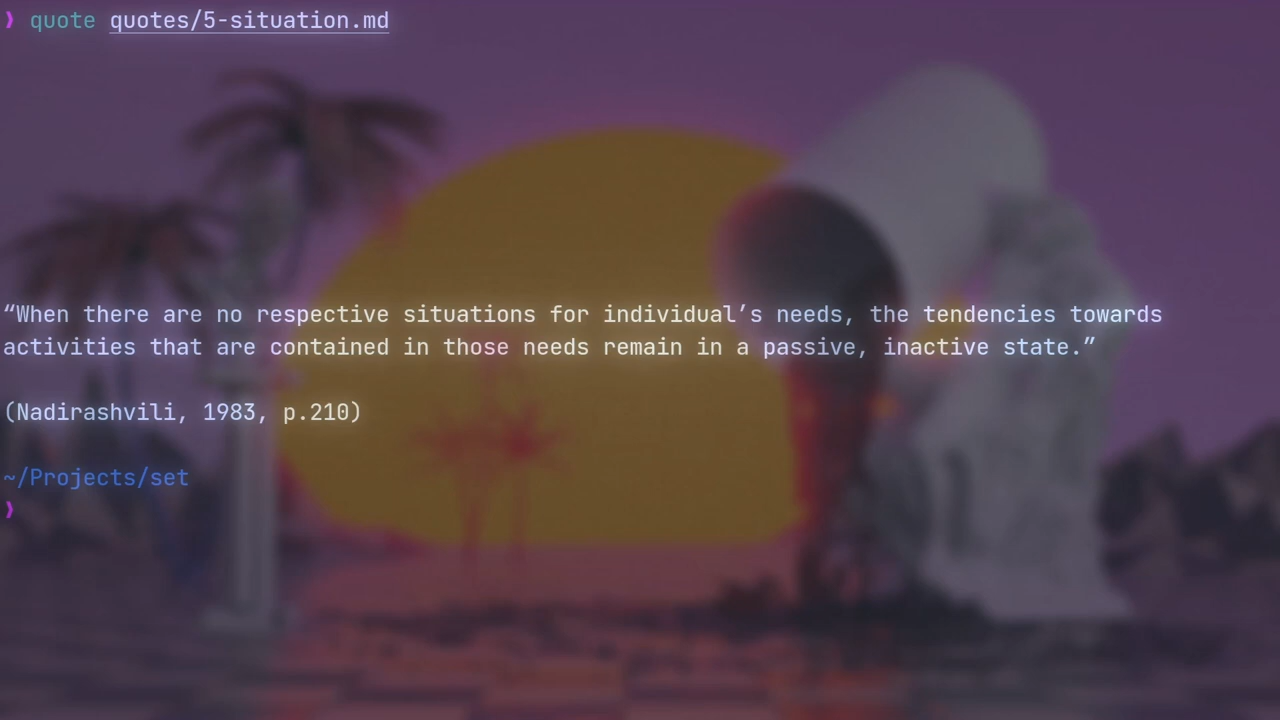 ❯ quote quotes/5-situation.md
“When there are no respective situations for individual’s needs, the tendencies towards
activities that are contained in those needs remain in a passive, inactive state.”
(Nadirashvili, 1983, p.210)
~/Projects/set
❯